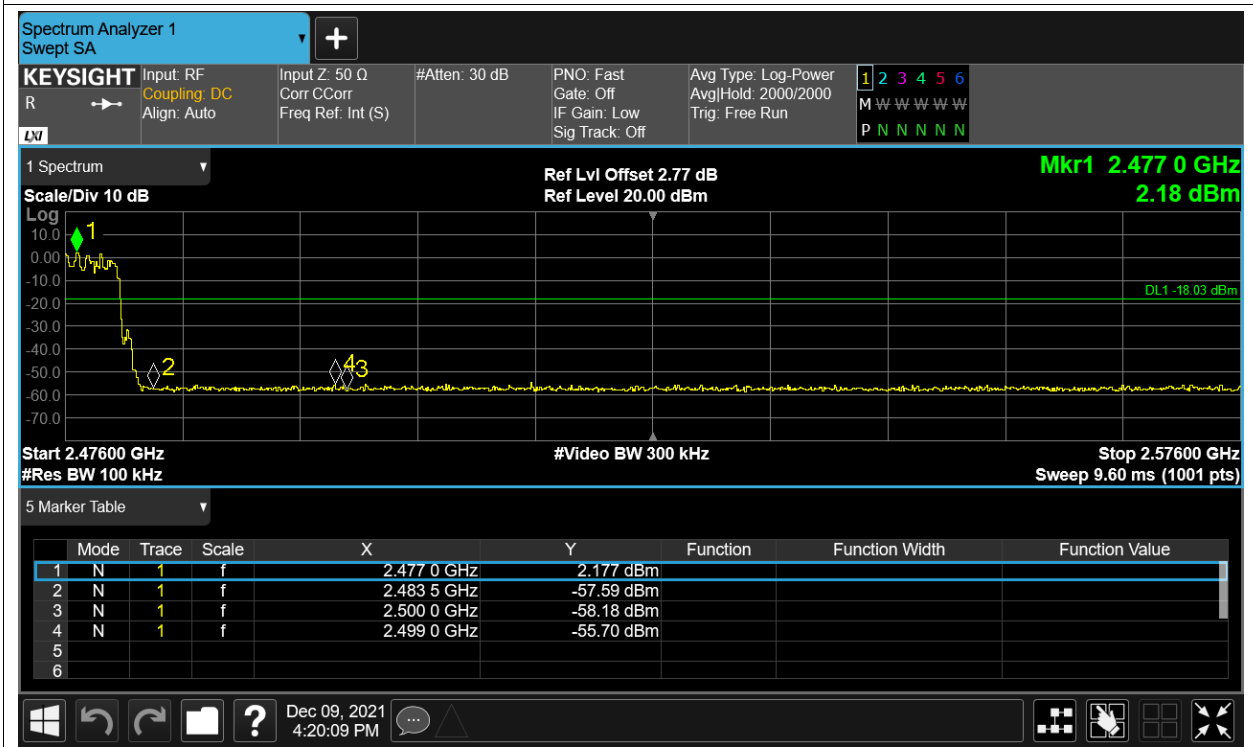 Spectrum Analyzer 1
Swept SA
+
KEYSIGHT Input: RF Input Z: 50 Ω #Atten: 30 dB PNO: Fast Avg Type: Log-Power 1 2 3 4 5 6
R Coupling: DC Corr CCorr Gate: Off Avg|Hold: 2000/2000 M W W W W W
Align: Auto Freq Ref: Int (S) IF Gain: Low Trig: Free Run
LXI Sig Track: Off P N N N N N
1 Spectrum Ref Lvl Offset 2.77 dB Mkr1 2.477 0 GHz
Scale/Div 10 dB Ref Level 20.00 dBm 2.18 dBm
Log
10.0 1
0.00
-10.0
DL1 -18.03 dBm
-20.0
-30.0
-40.0
-50.0 2 4 3
-60.0
-70.0
Start 2.47600 GHz #Video BW 300 kHz Stop 2.57600 GHz
#Res BW 100 kHz Sweep 9.60 ms (1001 pts)
5 Marker Table
Mode Trace Scale X Y Function Function Width Function Value
1 N 1 f 2.477 0 GHz 2.177 dBm
2 N 1 f 2.483 5 GHz -57.59 dBm
3 N 1 f 2.500 0 GHz -58.18 dBm
4 N 1 f 2.499 0 GHz -55.70 dBm
5
6
? Dec 09, 2021
4:20:09 PM